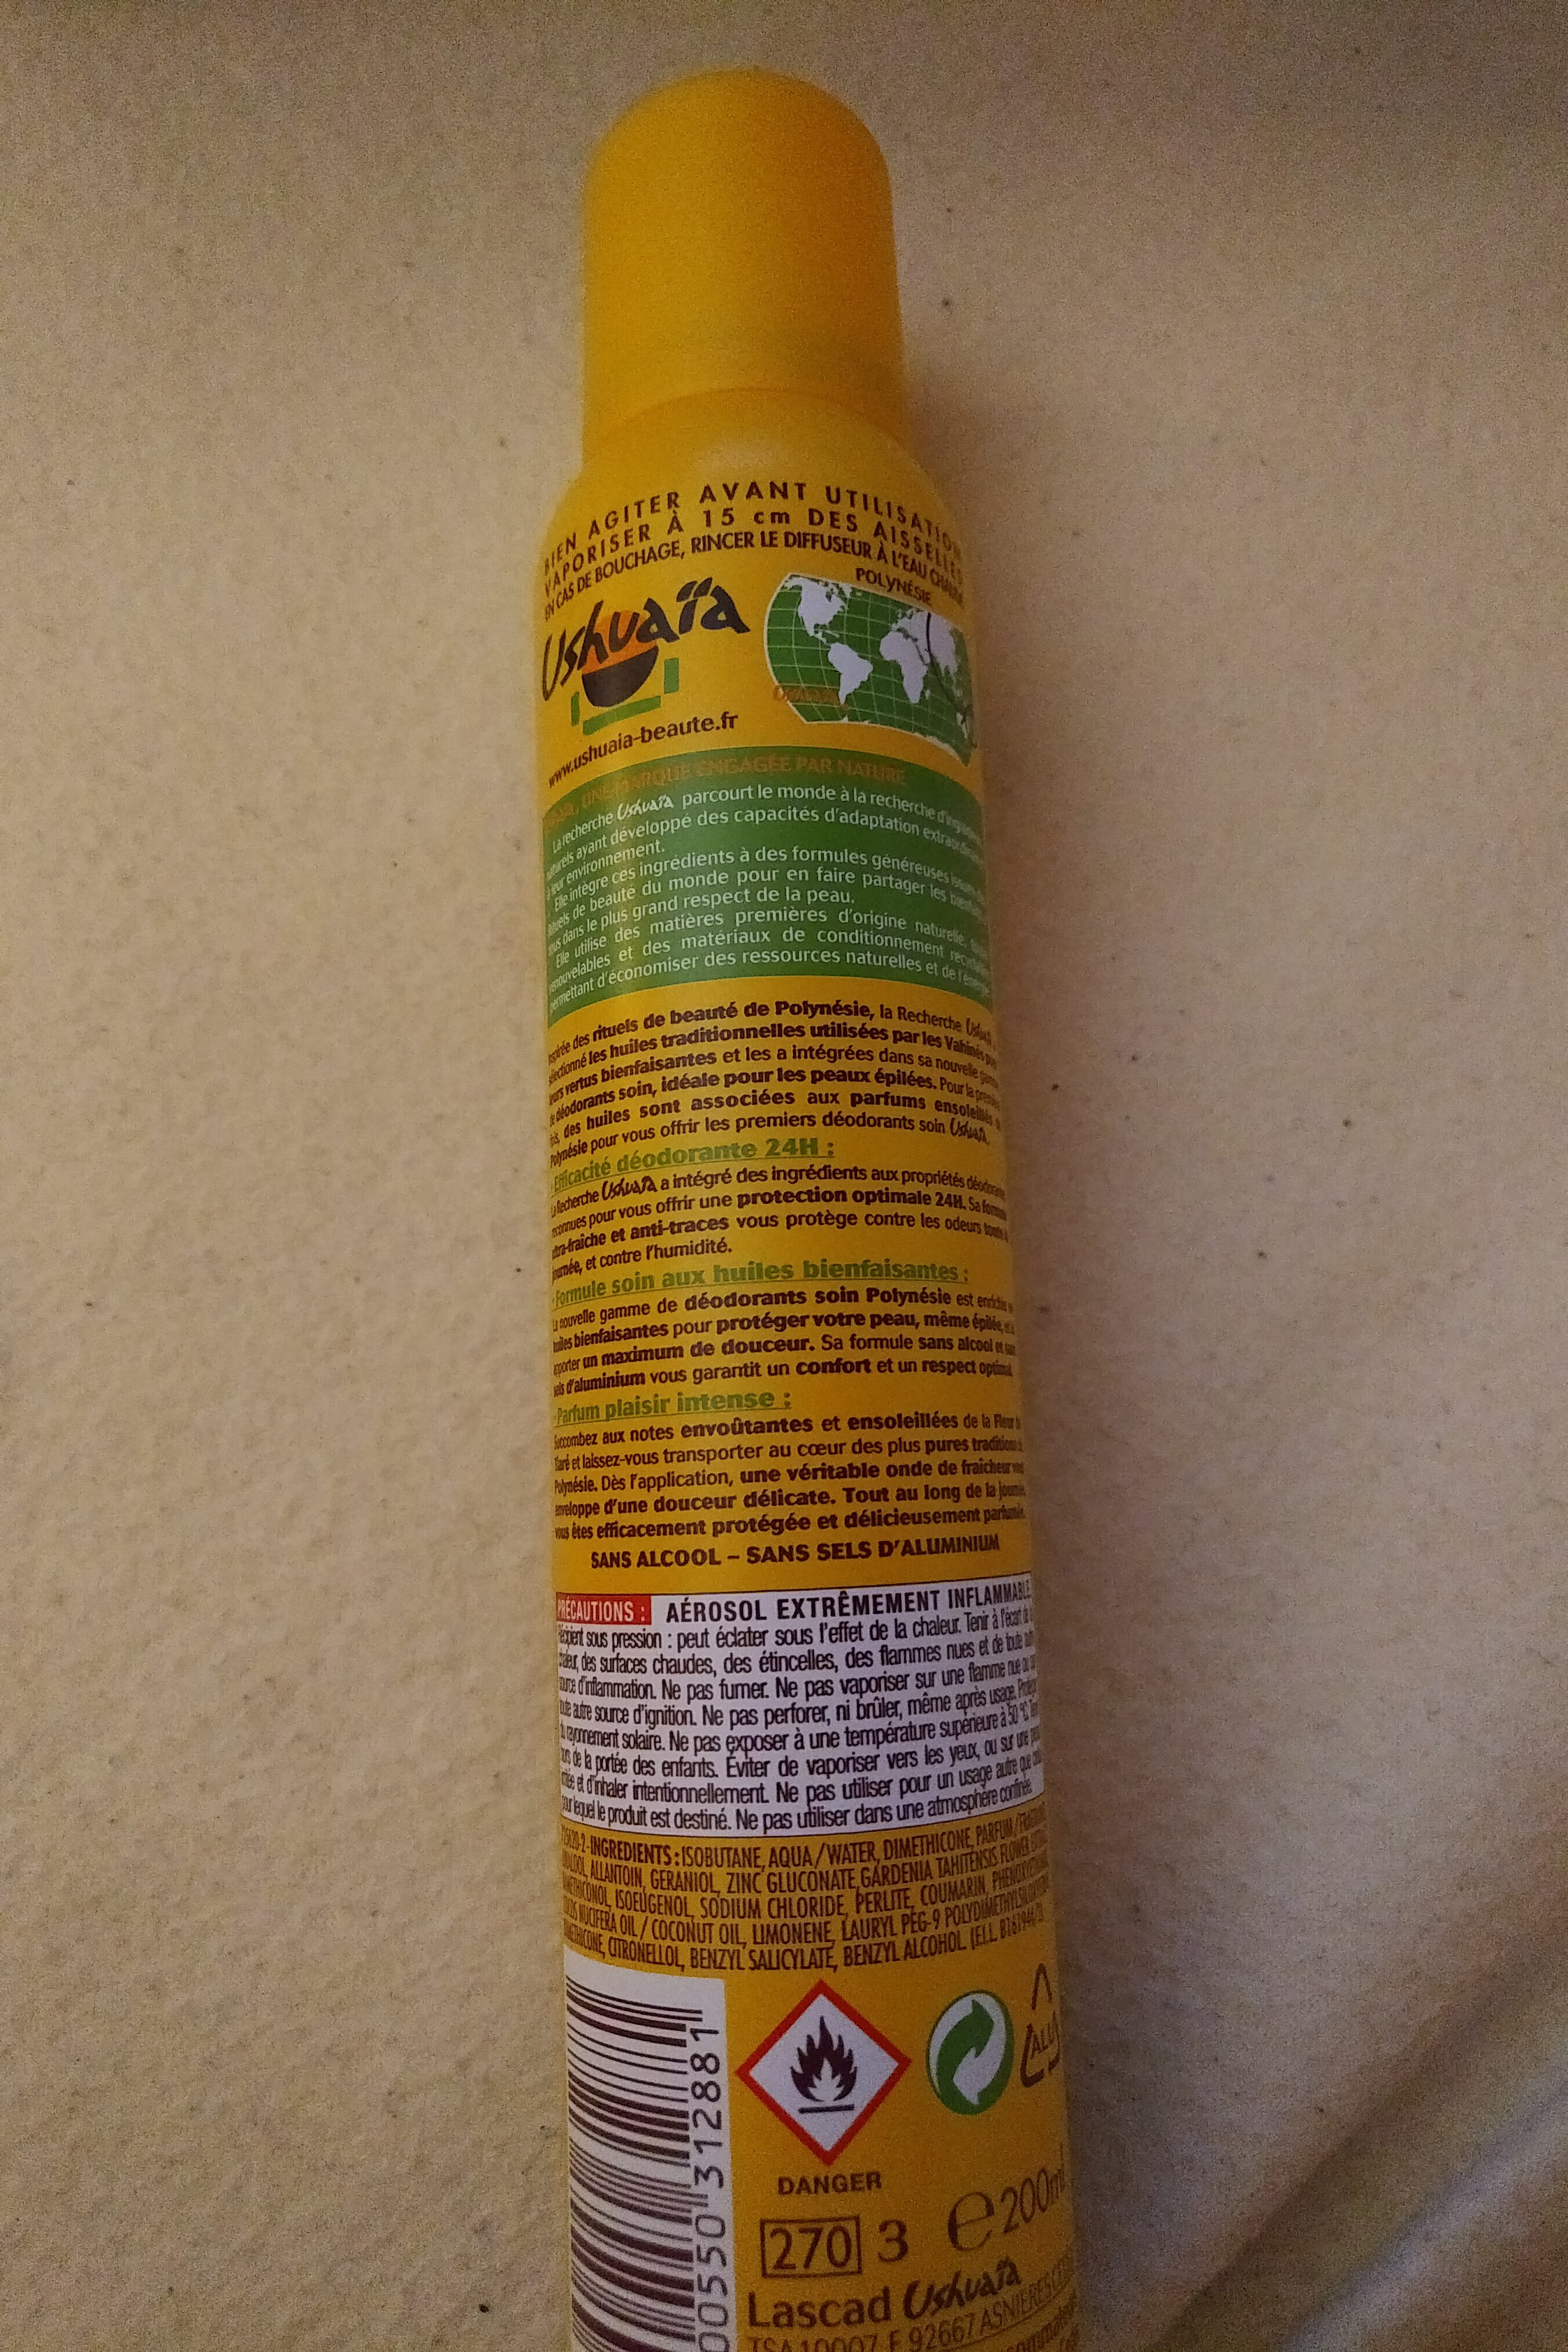 BIEN AGITER AVANT UTILISATION
VAPORISER À 15 cm DES AISSELLES
EN CAS DE BOUCHAGE, RINCER LE DIFFUSEUR À L'EAU CHAUDE
Ushuaïa
POLYNÉSIE
www.ushuaia-beaute.fr
UNE MARQUE ENGAGÉE PAR NATURE
La recherche Ushuaïa parcourt le monde à la recherche
naturels ayant développé des capacités d'adaptation
à leur environnement.
Elle intègre ces ingrédients à des formules généreuses issues
rituels de beauté du monde pour en faire partager les
tous dans le plus grand respect de la peau.
Elle utilise des matières premières d'origine naturelle,
renouvelables et des matériaux de conditionnement
permettant d'économiser des ressources naturelles et de l'énergie
Inspirée des rituels de beauté de Polynésie, la Recherche Ushuaïa
sélectionné les huiles traditionnelles utilisées par les Vahinés pour
leurs vertus bienfaisantes et les a intégrées dans sa nouvelle gamme
de déodorants soin, idéale pour les peaux épilées. Pour la première
fois, des huiles sont associées aux parfums ensoleillés
Polynésie pour vous offrir les premiers déodorants soin Ushuaïa.
·Efficacité déodorante 24H :
La Recherche Ushuaïa a intégré des ingrédients aux propriétés déodorantes
reconnues pour vous offrir une protection optimale 24H. Sa formule
ultra-fraîche et anti-traces vous protège contre les odeurs toute
journée, et contre l'humidité.
·Formule soin aux huiles bienfaisantes :
La nouvelle gamme de déodorants soin Polynésie est enrichie
huiles bienfaisantes pour protéger votre peau, même épilée,
apporter un maximum de douceur. Sa formule sans alcool et sans
sels d'aluminium vous garantit un confort et un respect optimal.
·Parfum plaisir intense :
Succombez aux notes envoûtantes et ensoleillées de la Fleur
Tiaré et laissez-vous transporter au cœur des plus pures traditions
Polynésie. Dès l'application, une véritable onde de fraîcheur vous
enveloppe d'une douceur délicate. Tout au long de la journée,
vous êtes efficacement protégée et délicieusement parfumée.
SANS ALCOOL – SANS SELS D'ALUMINIUM
PRÉCAUTIONS : AÉROSOL EXTRÊMEMENT INFLAMMABLE.
Récipient sous pression : peut éclater sous l'effet de la chaleur. Tenir à l'écart de la
chaleur, des surfaces chaudes, des étincelles, des flammes nues et de toute autre
source d'inflammation. Ne pas fumer. Ne pas vaporiser sur une flamme nue ou
toute autre source d'ignition. Ne pas perforer, ni brûler, même après usage. Protéger
du rayonnement solaire. Ne pas exposer à une température supérieure à 50 °C. Tenir
hors de la portée des enfants. Éviter de vaporiser vers les yeux, ou sur une peau
irritée et d'inhaler intentionnellement. Ne pas utiliser pour un usage autre que celui
pour lequel le produit est destiné. Ne pas utiliser dans une atmosphère confinée.
INGREDIENTS : ISOBUTANE, AQUA / WATER, DIMETHICONE, PARFUM / FRAGRANCE
LINALOOL, ALLANTOIN, GERANIOL, ZINC GLUCONATE, GARDENIA TAHITENSIS FLOWER
DIMETHICONOL, ISOEUGENOL, SODIUM CHLORIDE, PERLITE, COUMARIN, PHENOXYETHANOL
COCOS NUCIFERA OIL / COCONUT OIL, LIMONENE, LAURYL PEG-9
CITRONELLOL, BENZYL SALICYLATE, BENZYL ALCOHOL. (F.I.L.
00550 312881
ALU
DANGER
270 3 e 200ml
Lascad Ushuaïa
TSA 10007 F 92667 ASNIÈRES